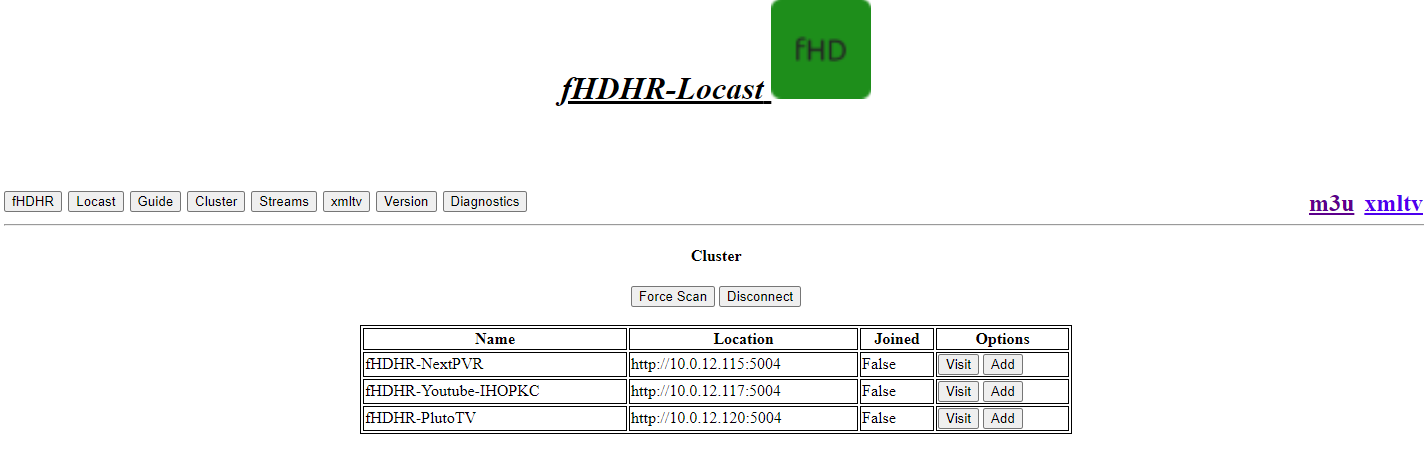 fHD
fHDHR-Locast
fHDHR Locast Guide Cluster Streams xmltv Version Diagnostics m3u xmltv
Cluster
Force Scan Disconnect
Name Location Joined Options
fHDHR-NextPVR http://10.0.12.115:5004 False Visit Add
fHDHR-Youtube-IHOPKC http://10.0.12.117:5004 False Visit Add
fHDHR-PlutoTV http://10.0.12.120:5004 False Visit Add